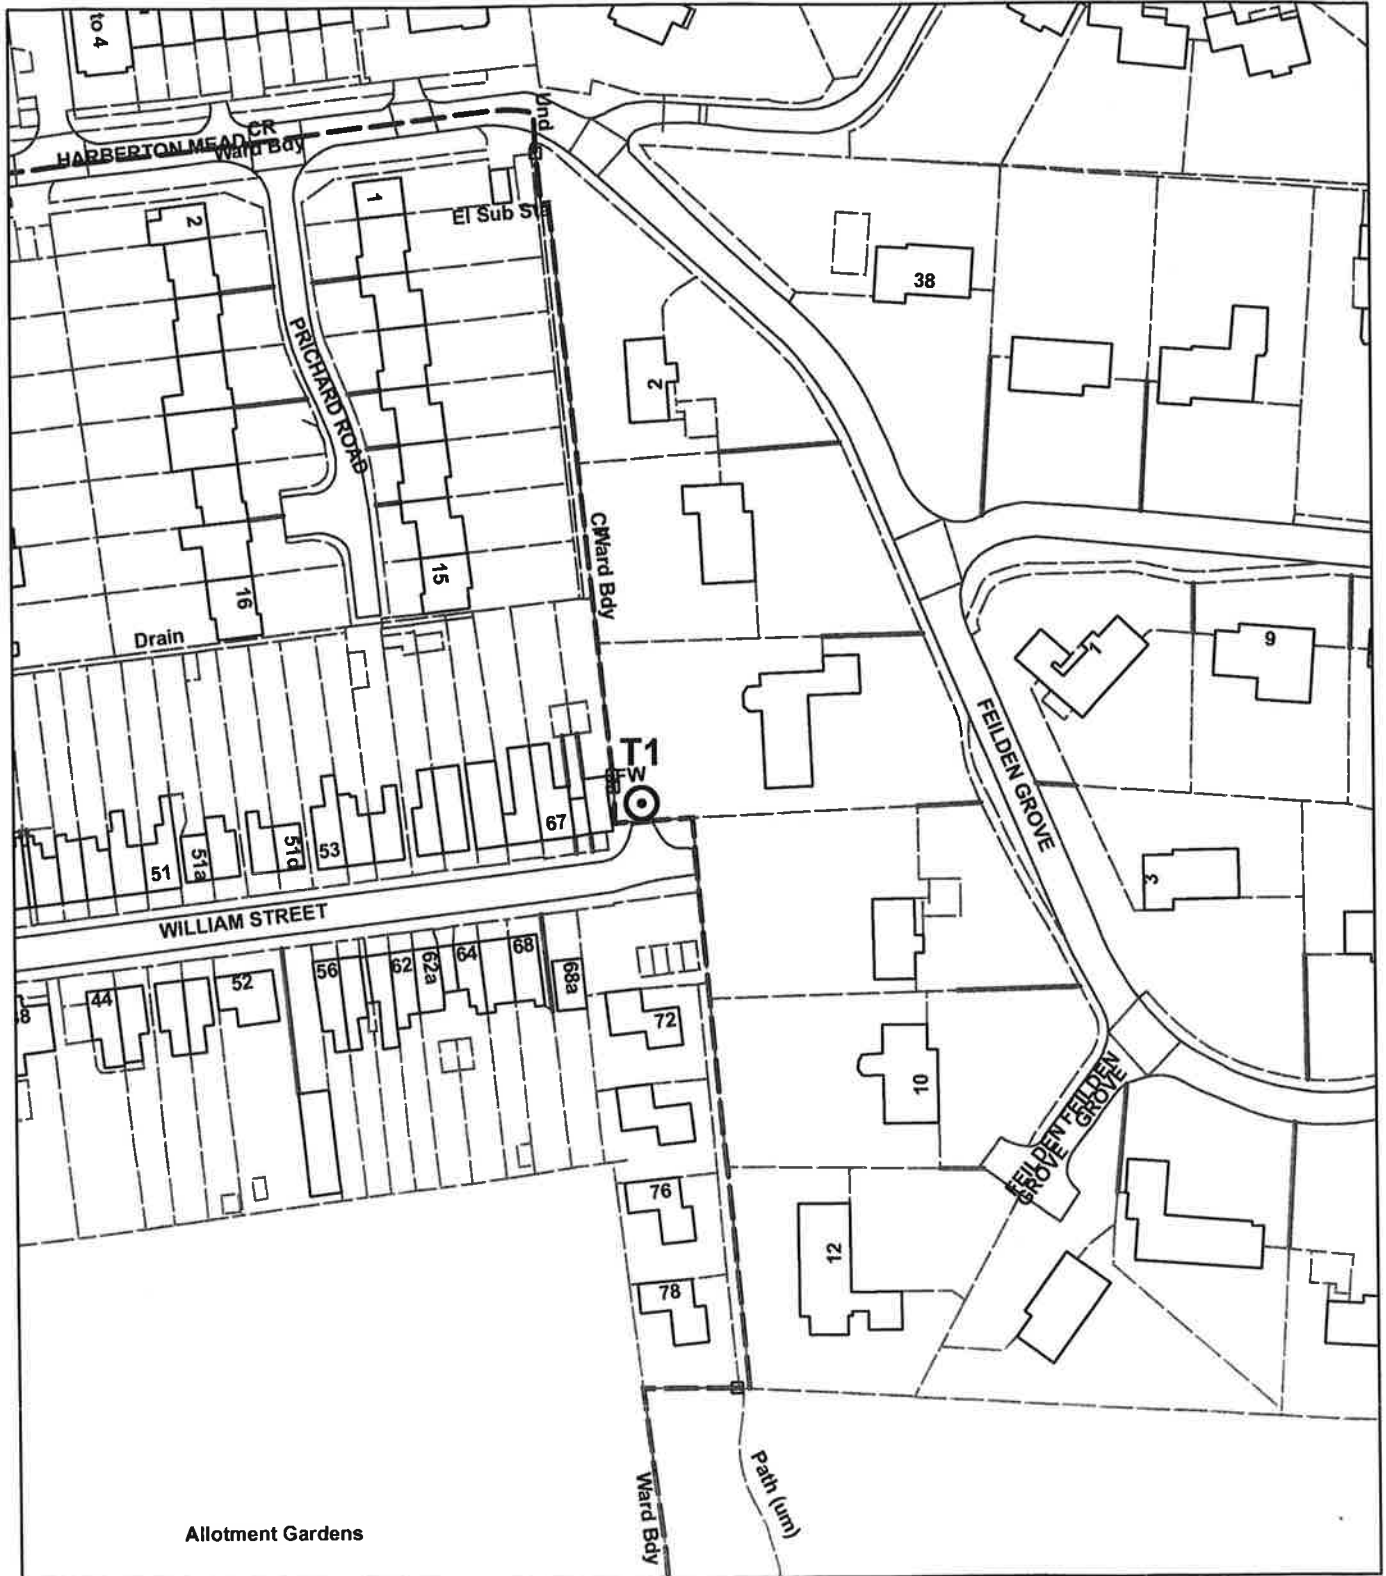 to 4
Und
HARBERTON MEAD
CR
Ward Bdy
1
2
El Sub Sta
38
PRICHARD ROAD
2
15
16
Ward Bdy
Drain
1
9
FEILDEN GROVE
T1
FW
67
53
51d
51a
51
3
WILLIAM STREET
68
64
62a
62
56
68a
52
44
72
10
FEILDEN
GROVE
FEILDEN
GROVE
76
12
78
Path (um)
Ward Bdy
Allotment Gardens